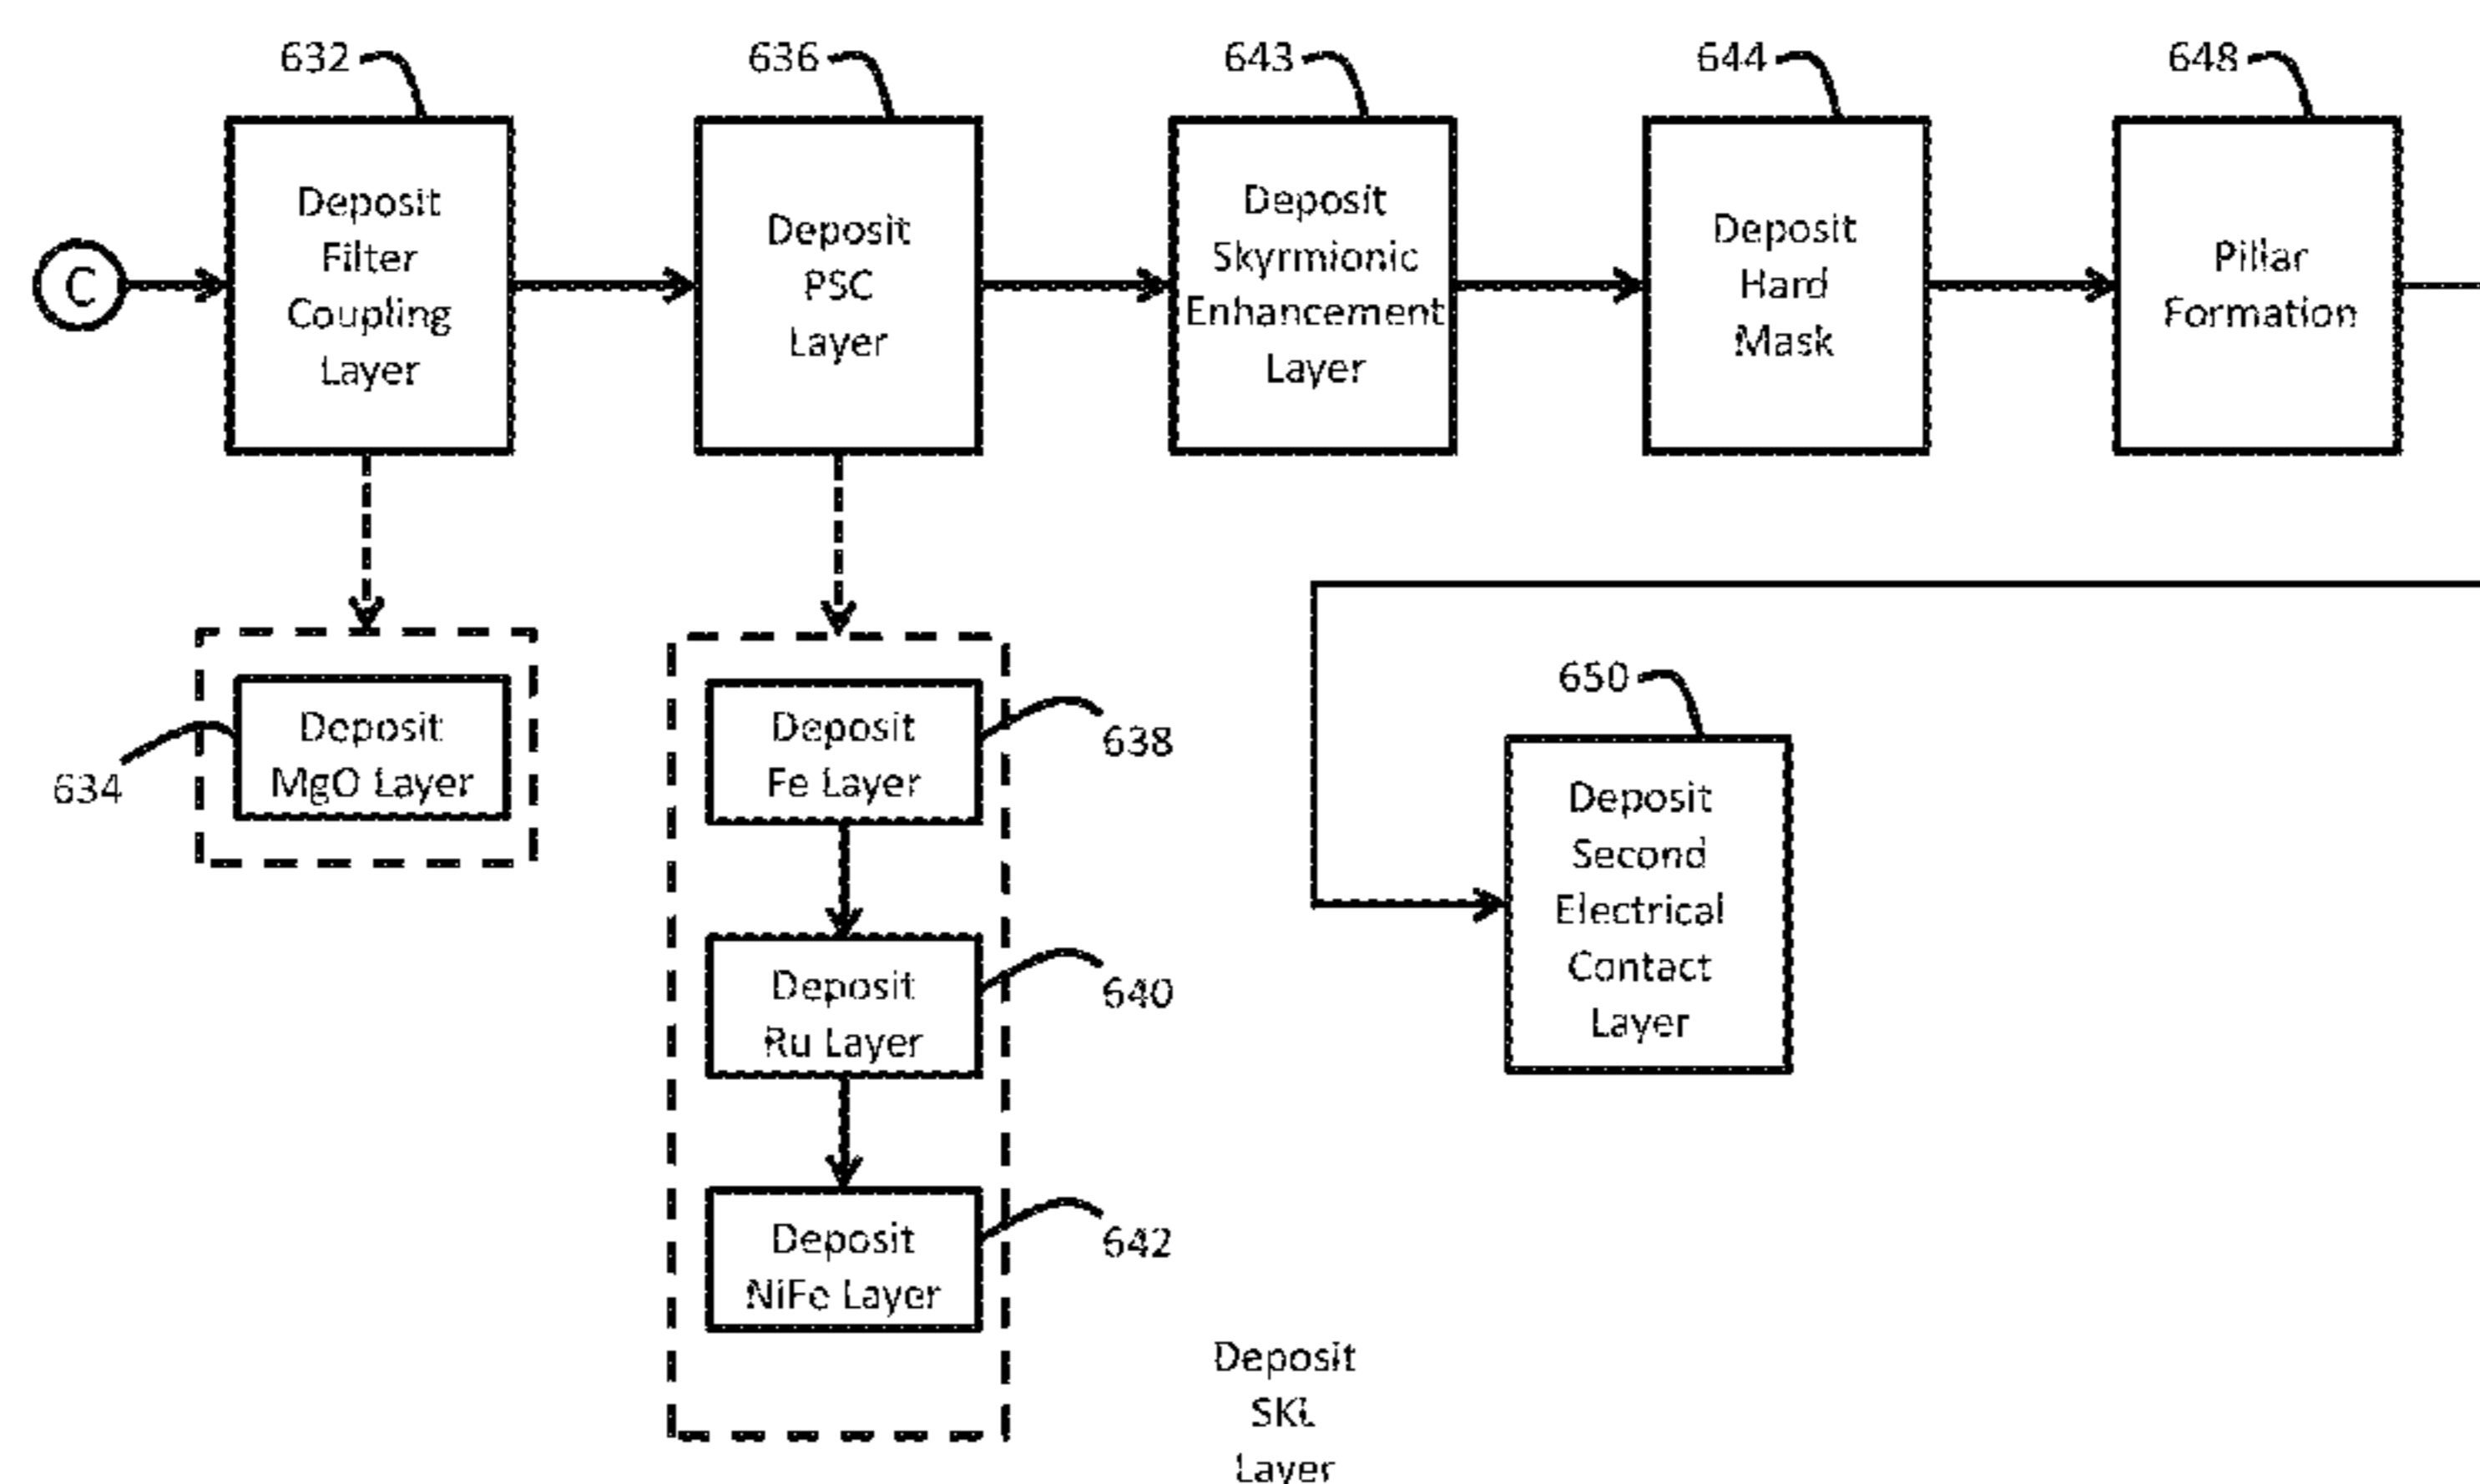 632
636
643
644
648
C
Deposit
Filter
Coupling
Layer
Deposit
PSC
Layer
Deposit
Skyrmionic
Enhancement
Layer
Deposit
Hard
Mask
Pillar
Formation
634
Deposit
MgO Layer
Deposit
Fe Layer
638
Deposit
Ru Layer
640
Deposit
NiFe Layer
642
650
Deposit
Second
Electrical
Contact
Layer
Deposit
SKL
Layer